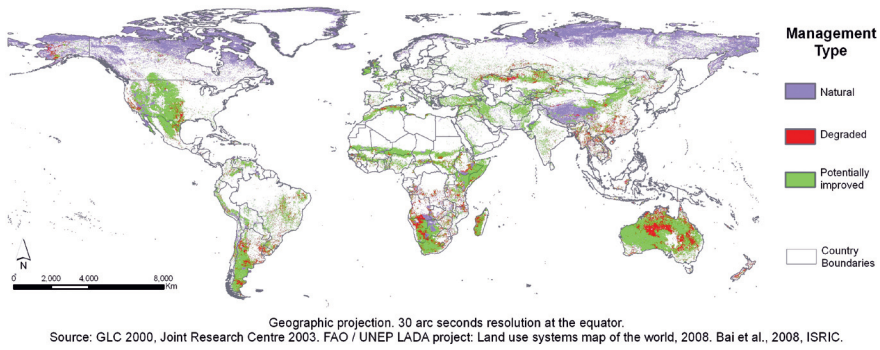 Management
Type
Natural
Degraded
Potentially
improved
Country
Boundaries
N
0 2,000 4,000 8,000
Km
Geographic projection. 30 arc seconds resolution at the equator.
Source: GLC 2000, Joint Research Centre 2003. FAO / UNEP LADA project: Land use systems map of the world, 2008. Bai et al., 2008, ISRIC.